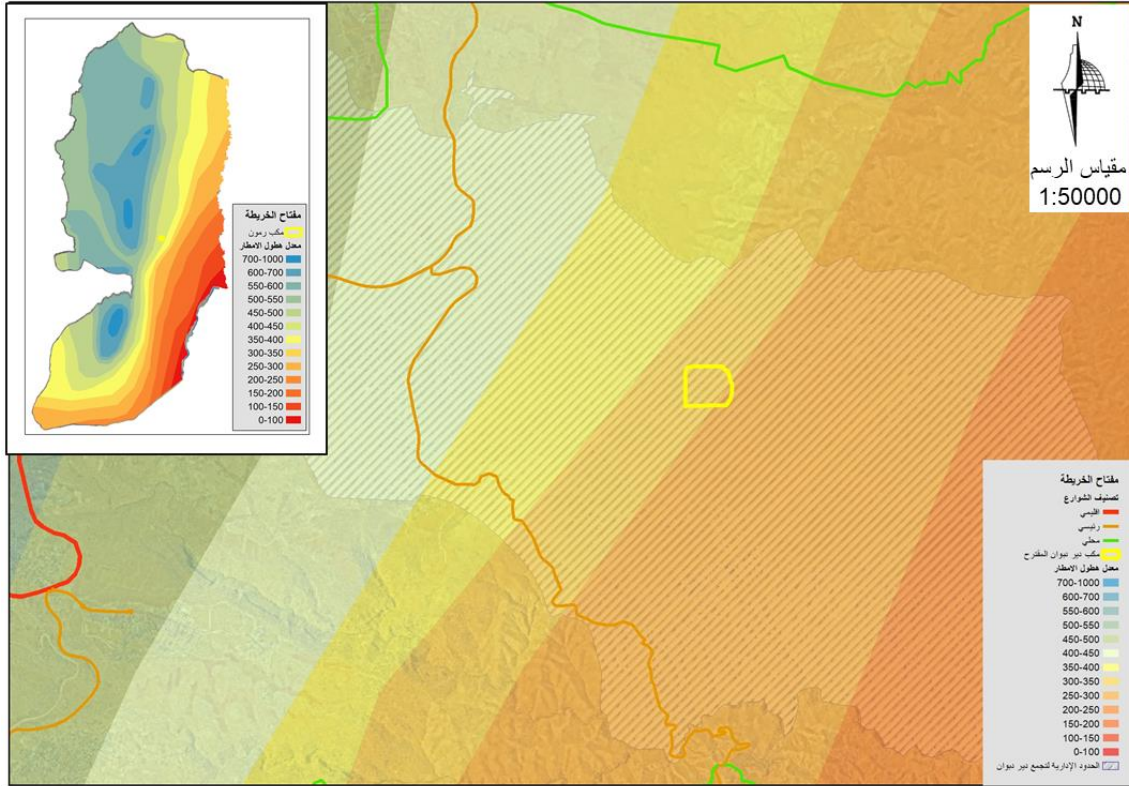 N
مقياس الرسم
1:50000
مفتاح الخريطة
مكب رمون
معدل هطول الامطار
700-1000
600-700
550-600
500-550
450-500
400-450
350-400
300-350
250-300
200-250
150-200
100-150
0-100
مفتاح الخريطة
تصنيف الشوارع
اقليمي
رئيسي
محلي
مكب دير دبوان المقترح
معدل هطول الامطار
700-1000
600-700
550-600
500-550
450-500
400-450
350-400
300-350
250-300
200-250
150-200
100-150
0-100
الحدود الإدارية لتجمع دير دبوان